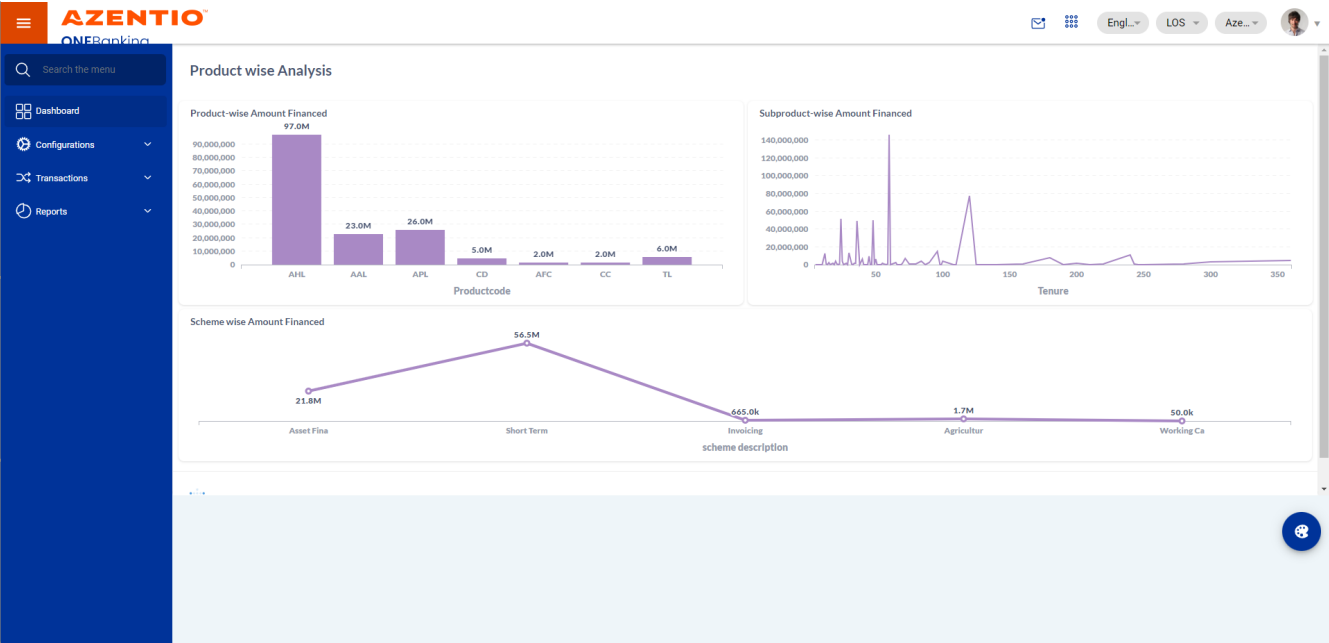 AZENTIO™
ONEBanking
Engl...
LOS
Aze...
Search the menu
Dashboard
Configurations
Transactions
Reports
Product wise Analysis
Product-wise Amount Financed
97.0M
90,000,000
80,000,000
70,000,000
60,000,000
50,000,000
40,000,000
30,000,000
20,000,000
10,000,000
0
23.0M
26.0M
5.0M
2.0M
2.0M
6.0M
AHL
AAL
APL
CD
AFC
CC
TL
Productcode
Subproduct-wise Amount Financed
140,000,000
120,000,000
100,000,000
80,000,000
60,000,000
40,000,000
20,000,000
0
50
100
150
200
250
300
350
Tenure
Scheme wise Amount Financed
21.8M
56.5M
665.0k
1.7M
50.0k
Asset Fina
Short Term
Invoicing
Agricultur
Working Ca
scheme description